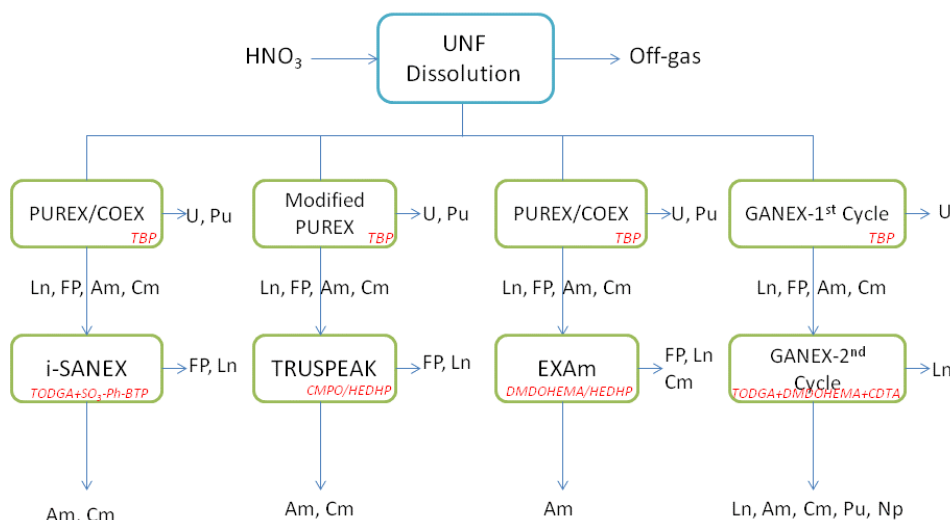 HNO3
UNF
Dissolution
Off-gas
PUREX/COEX
TBP
U, Pu
Modified
PUREX
TBP
U, Pu
PUREX/COEX
TBP
U, Pu
GANEX-1st Cycle
TBP
U
Ln, FP, Am, Cm
Ln, FP, Am, Cm
Ln, FP, Am, Cm
Ln, FP, Am, Cm
i-SANEX
TODGA+SO3-Ph-BTP
FP, Ln
TRUSPEAK
CMPO/HEDHP
FP, Ln
EXAm
DMDOHEMA/HEDHP
FP, Ln
Cm
GANEX-2nd
Cycle
TODGA+DMDOHEMA+CDTA
Ln
Am, Cm
Am, Cm
Am
Ln, Am, Cm, Pu, Np